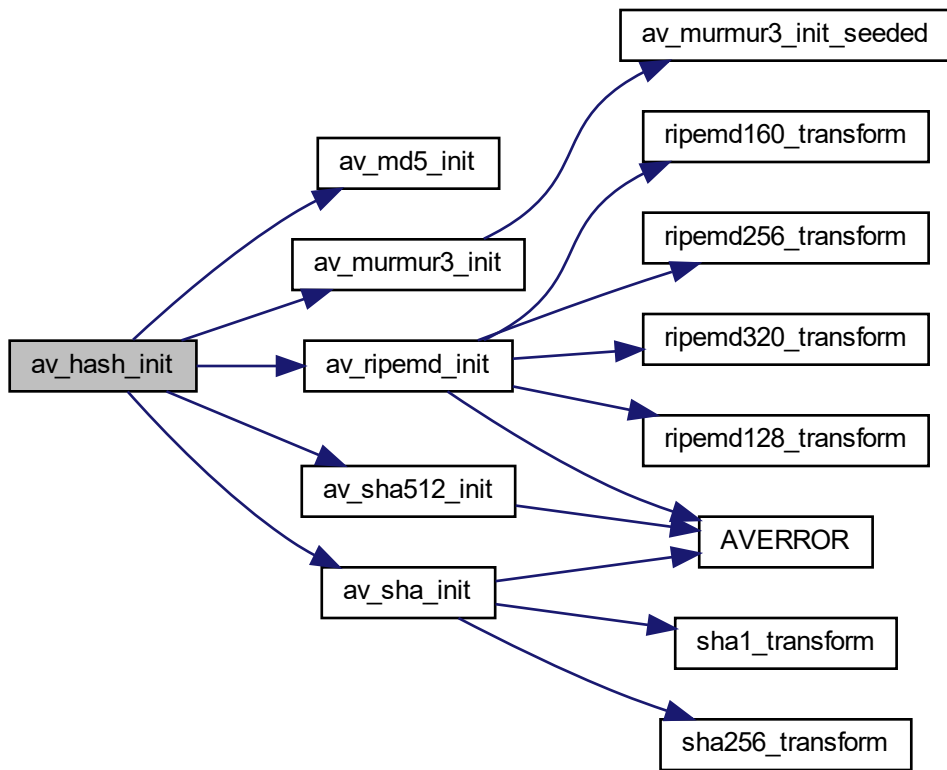 av_murmur3_init_seeded
ripemd160_transform
av_md5_init
ripemd256_transform
av_murmur3_init
ripemd320_transform
av_hash_init
av_ripemd_init
ripemd128_transform
av_sha512_init
AVERROR
av_sha_init
sha1_transform
sha256_transform